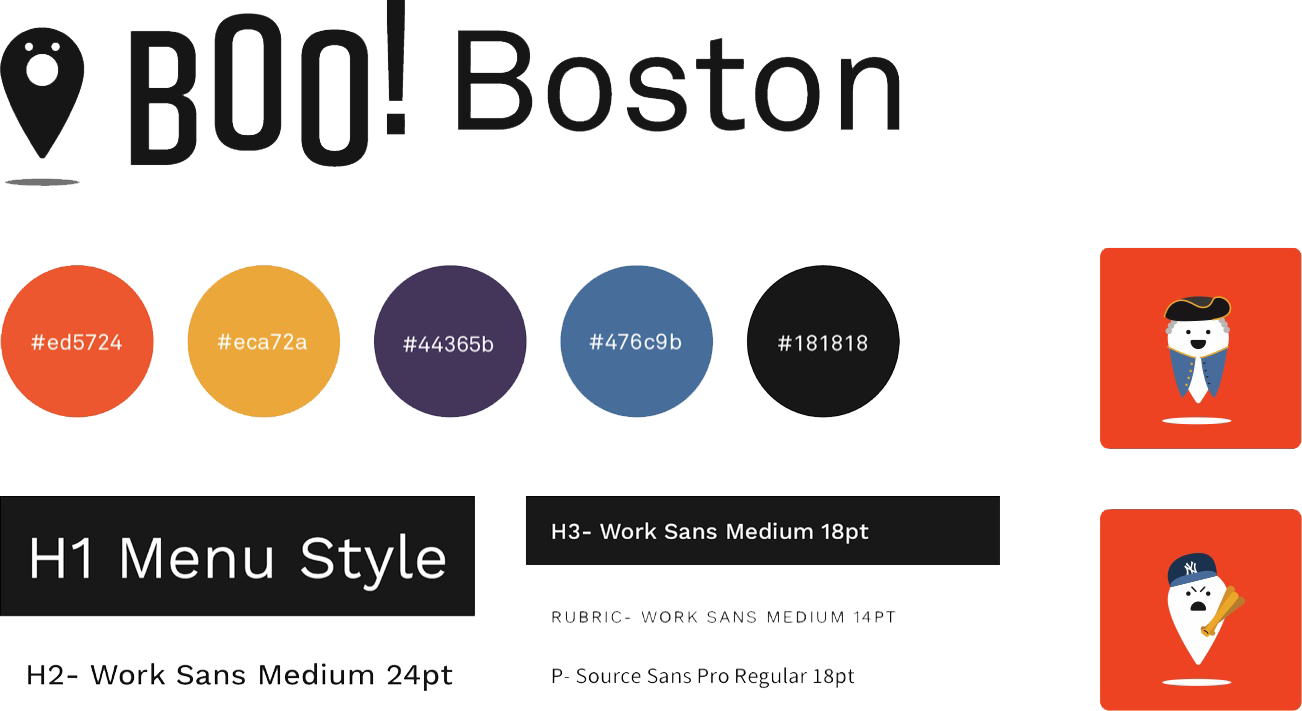 BOO! Boston
#ed5724
#eca72a
#44365b
#476c9b
#181818
H1 Menu Style
H2- Work Sans Medium 24pt
H3- Work Sans Medium 18pt
RUBRIC- WORK SANS MEDIUM 14PT
P- Source Sans Pro Regular 18pt
NY